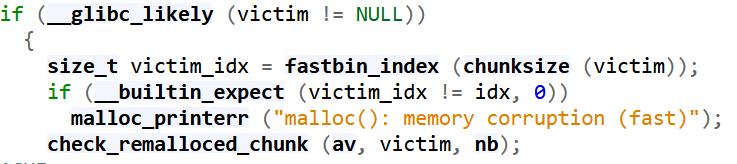 if (__glibc_likely (victim != NULL))
{
size_t victim_idx = fastbin_index (chunksize (victim));
if (__builtin_expect (victim_idx != idx, 0))
malloc_printerr ("malloc(): memory corruption (fast)");
check_remalloced_chunk (av, victim, nb);